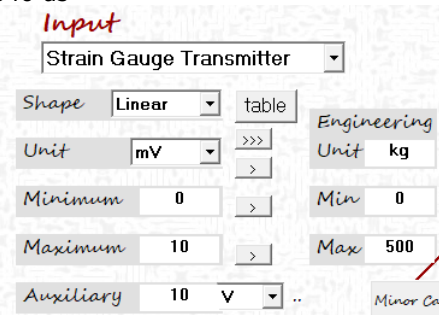 Input
Strain Gauge Transmitter
Shape Linear table
Engineering
Unit mV >>> Unit kg
>
Minimum 0 > Min 0
Maximum 10 > Max 500
Auxiliary 10 V .. Minor Ca